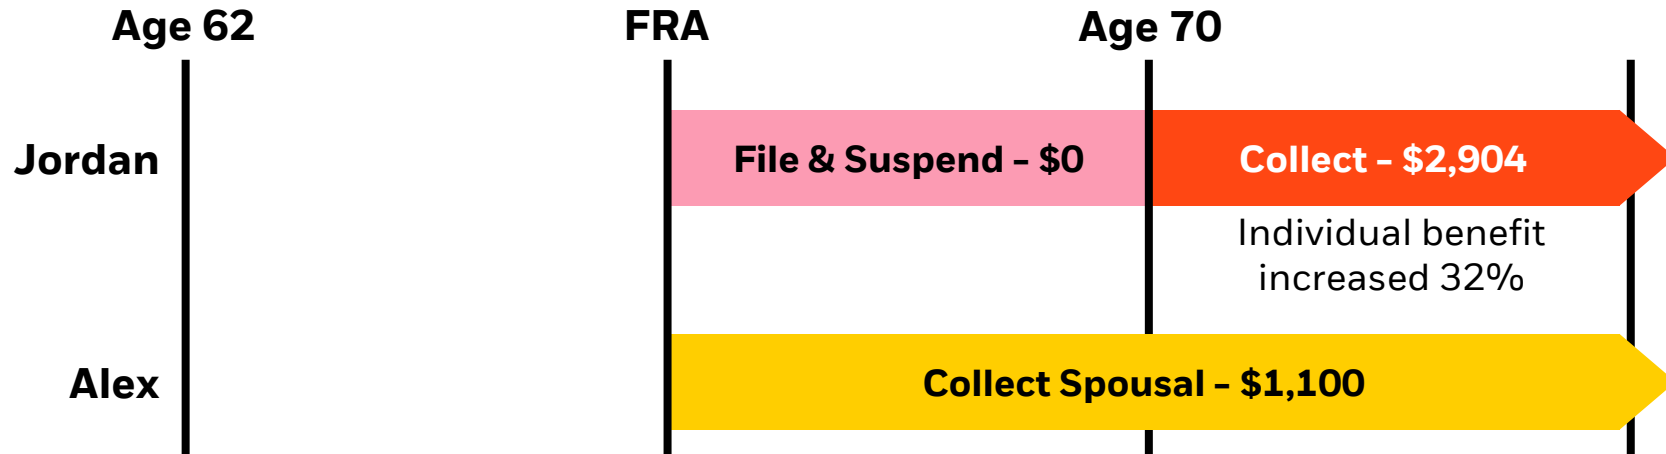 Age 62
FRA
Age 70
Jordan
File & Suspend – $0
Collect – $2,904
Individual benefit
increased 32%
Alex
Collect Spousal – $1,100